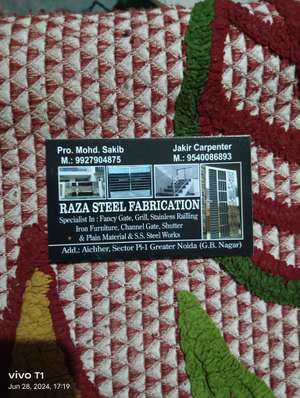 Pro. Mohd. Sakib
M.: 9927904875
Jakir Carpenter
M.: 9540086893
RAZA STEEL FABRICATION
Specialist In : Fancy Gate, Grill, Stainless Railling
Iron Furniture, Channel Gate, Shutter
& Plain Material & S.S. Steel Works
Add.: Aichher, Sector Pi-1 Greater Noida (G.B. Nagar)
vivo T1
Jun 28, 2024, 17:19